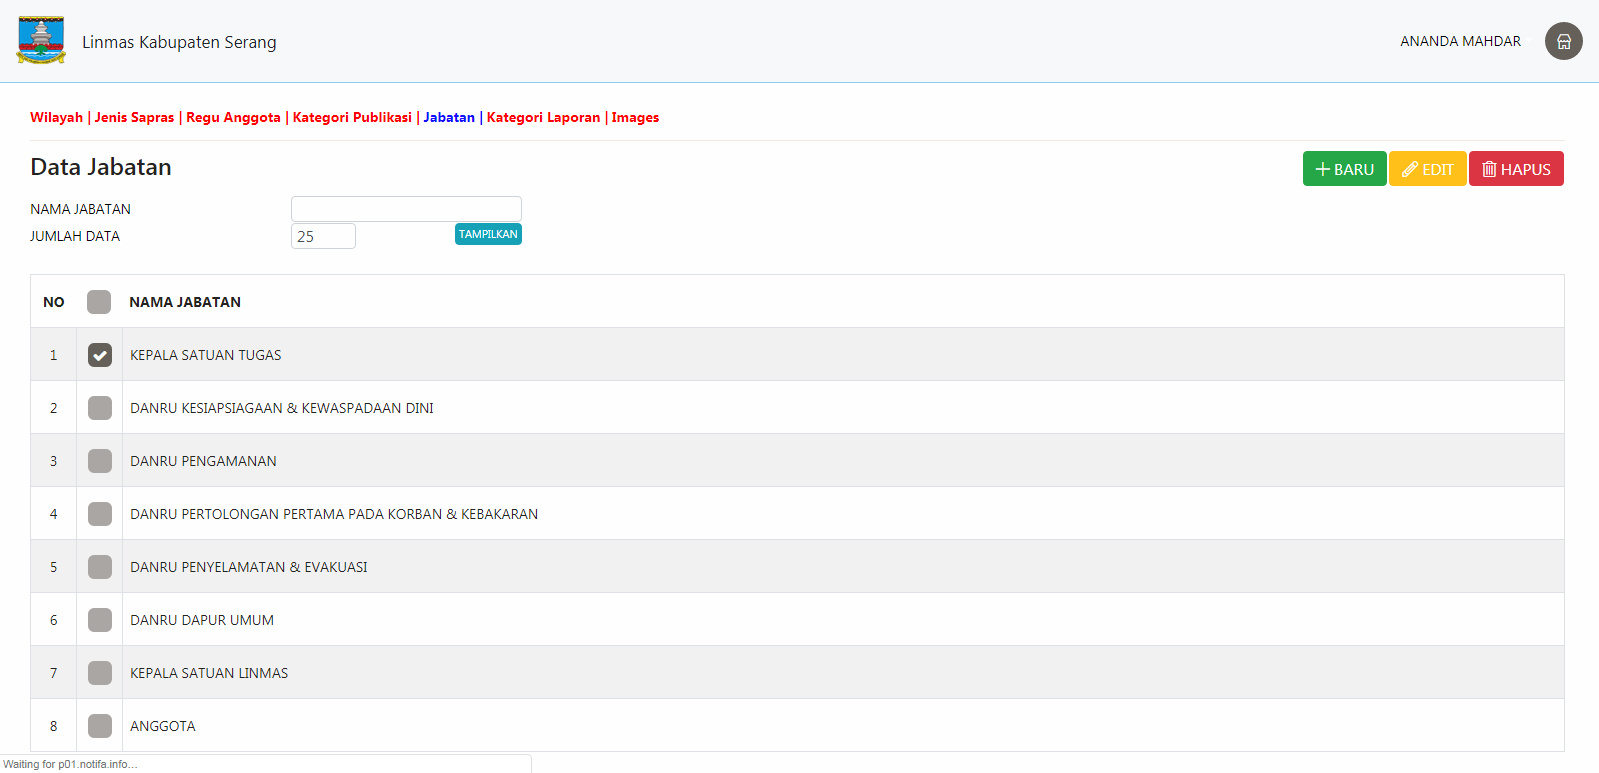 Linmas Kabupaten Serang
ANANDA MAHDAR
Wilayah | Jenis Sapras | Regu Anggota | Kategori Publikasi | Jabatan | Kategori Laporan | Images
Data Jabatan
BARU
EDIT
HAPUS
NAMA JABATAN
JUMLAH DATA 25 TAMPILKAN
NO NAMA JABATAN
1 KEPALA SATUAN TUGAS
2 DANRU KESIAPSIAGAAN & KEWASPADAAN DINI
3 DANRU PENGAMANAN
4 DANRU PERTOLONGAN PERTAMA PADA KORBAN & KEBAKARAN
5 DANRU PENYELAMATAN & EVAKUASI
6 DANRU DAPUR UMUM
7 KEPALA SATUAN LINMAS
8 ANGGOTA
Waiting for p01.notifa.info...